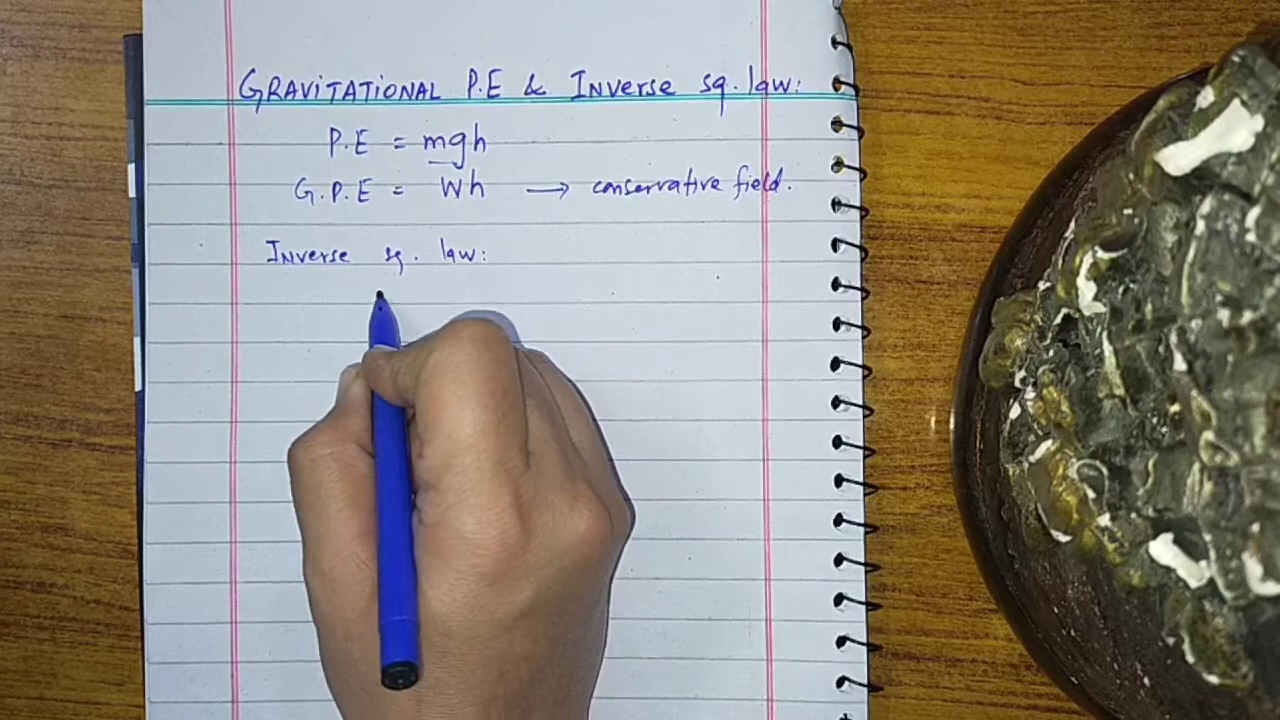 GRAVITATIONAL P.E & Inverse sq. law:
P.E = mgh
G.P.E = Wh → conservative field.
Inverse sq. law: